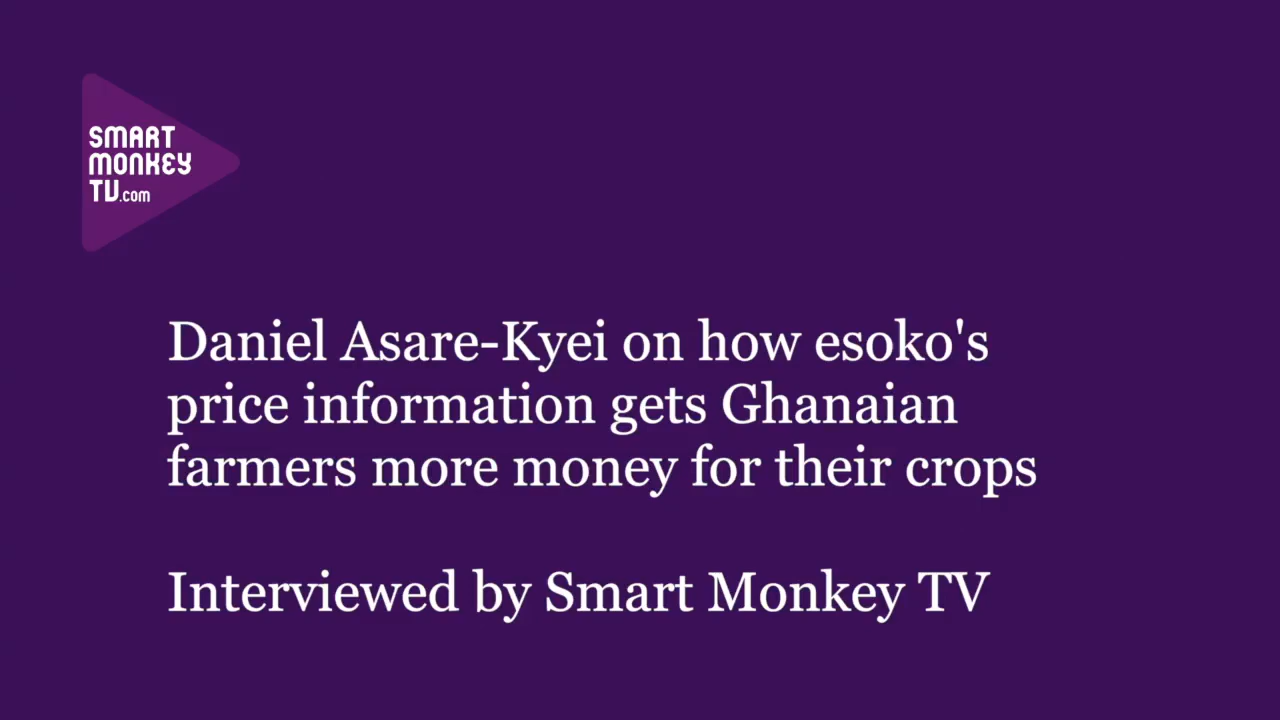 SMART
MONKEY
TV.com
Daniel Asare-Kyei on how esoko's
price information gets Ghanaian
farmers more money for their crops
Interviewed by Smart Monkey TV